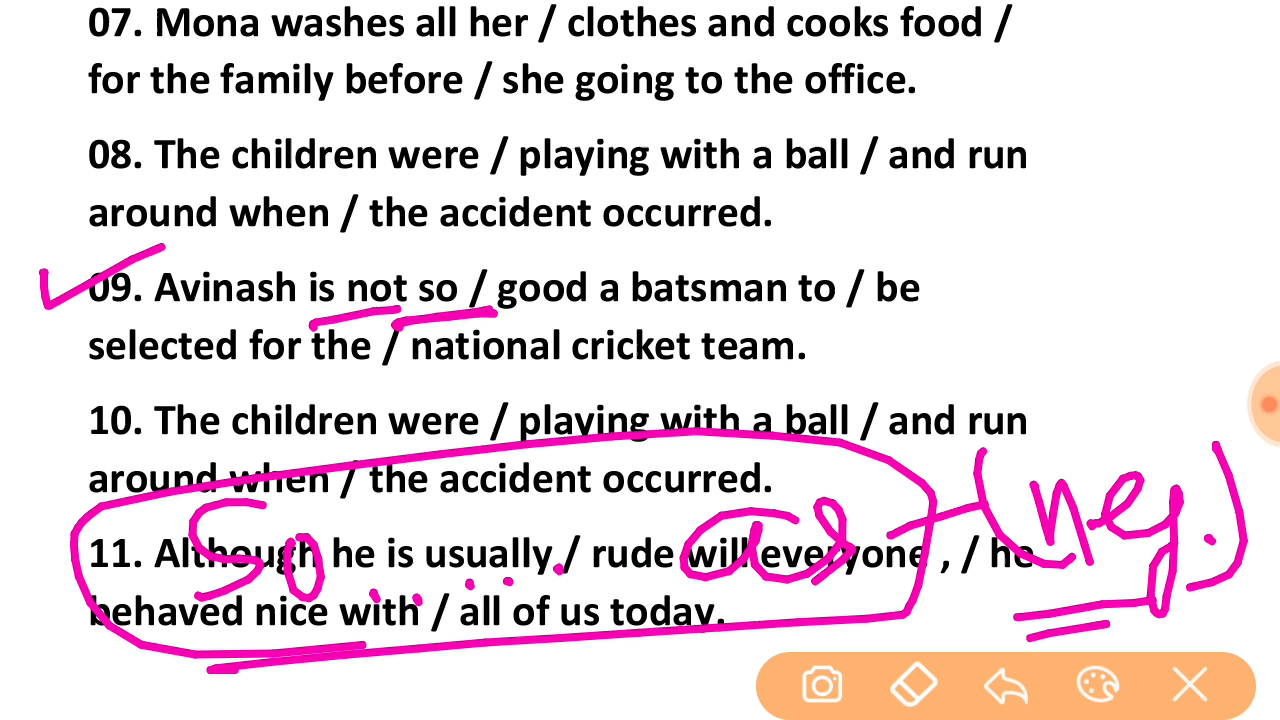 07. Mona washes all her / clothes and cooks food /
for the family before / she going to the office.
08. The children were / playing with a ball / and run
around when / the accident occurred.
09. Avinash is not so / good a batsman to / be
selected for the / national cricket team.
10. The children were / playing with a ball / and run
around when / the accident occurred.
So ...... as - (neg.)
11. Although he is usually / rude will everyone , / he
behaved nice with / all of us today.